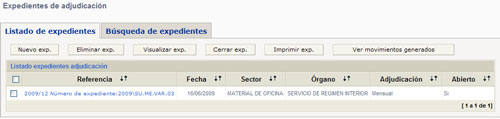 Expedientes de adjudicación
Listado de expedientes Búsqueda de expedientes
Nuevo exp. Eliminar exp. Visualizar exp. Cerrar exp. Imprimir exp. Ver movimientos generados
Listado expedientes adjudicación
Referencia Fecha Sector Órgano Adjudicación Abierto
2009/12 Número de expediente:2009\SU.ME.VAR.03 16/06/2009 MATERIAL DE OFICINA SERVICIO DE REGIMEN INTERIOR Mensual Si
[ 1 a 1 de 1]